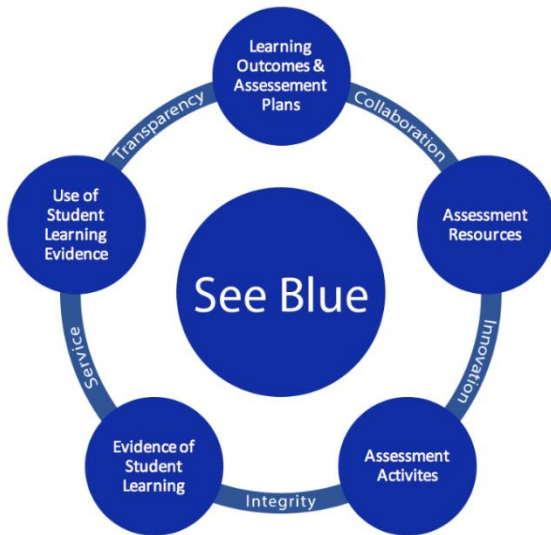 Learning
Outcomes &
Assessement
Plans
Collaboration
Assessment
Resources
Innovation
Assessment
Activites
Integrity
Evidence of
Student
Learning
Service
Use of
Student
Learning
Evidence
Transparency
See Blue